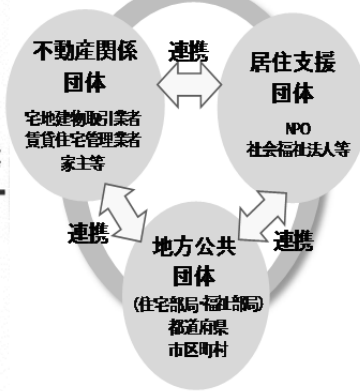 不動産関係
団体
宅地建物取引業者
賃貸住宅管理業者
家主等
連携
居住支援
団体
NPO
社会福祉法人等
連携
連携
地方公共
団体
(住宅部局・福祉部局)
都道府県
市区町村